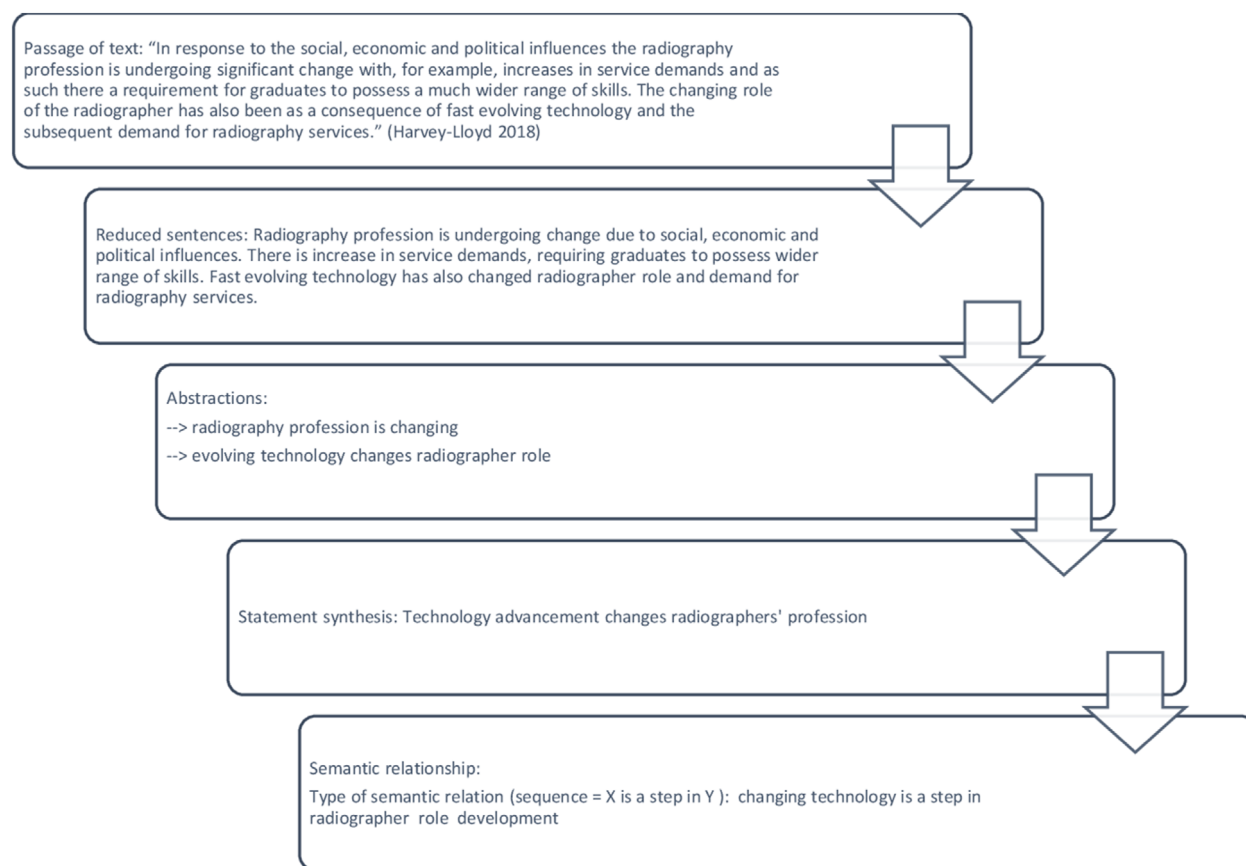 Passage of text: “In response to the social, economic and political influences the radiography
profession is undergoing significant change with, for example, increases in service demands and as
such there a requirement for graduates to possess a much wider range of skills. The changing role
of the radiographer has also been as a consequence of fast evolving technology and the
subsequent demand for radiography services.” (Harvey-Lloyd 2018)
Reduced sentences: Radiography profession is undergoing change due to social, economic and
political influences. There is increase in service demands, requiring graduates to possess wider
range of skills. Fast evolving technology has also changed radiographer role and demand for
radiography services.
Abstractions:
--> radiography profession is changing
--> evolving technology changes radiographer role
Statement synthesis: Technology advancement changes radiographers' profession
Semantic relationship:
Type of semantic relation (sequence = X is a step in Y ): changing technology is a step in
radiographer role development